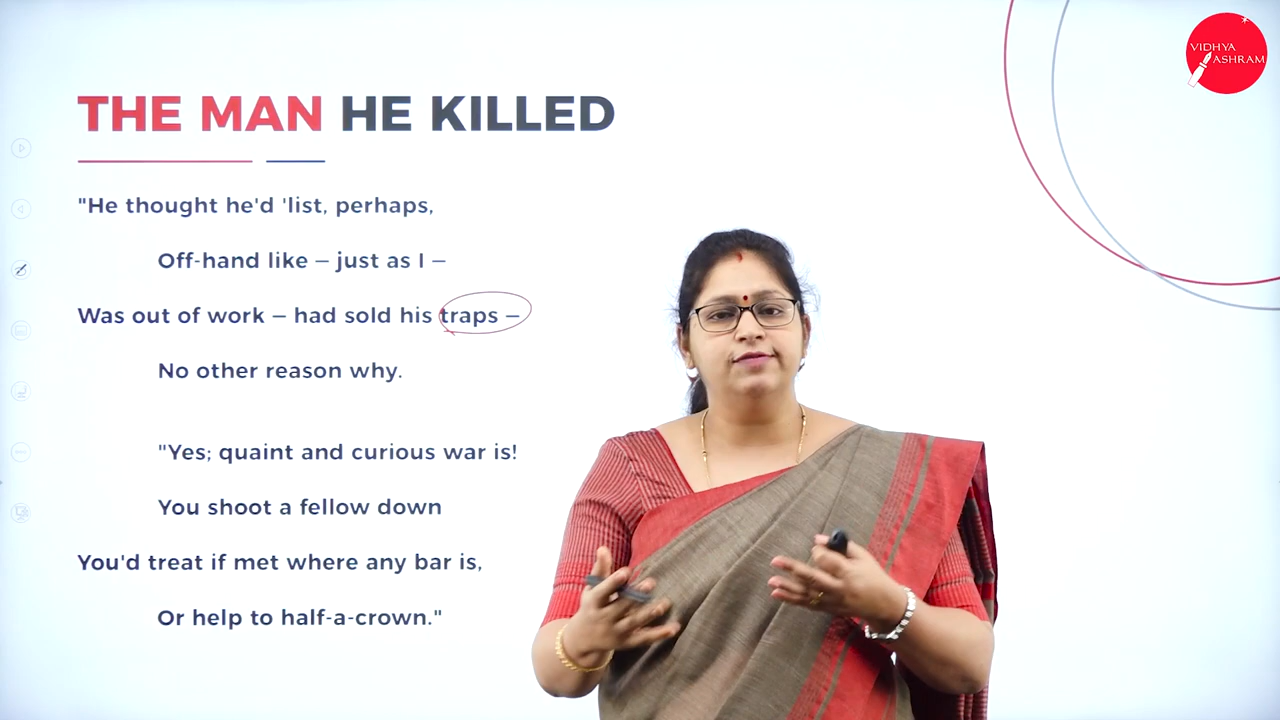 VIDHYA
ASHRAM
THE MAN HE KILLED
"He thought he'd 'list, perhaps,
Off-hand like – just as I –
Was out of work – had sold his traps –
No other reason why.
"Yes; quaint and curious war is!
You shoot a fellow down
You'd treat if met where any bar is,
Or help to half-a-crown."